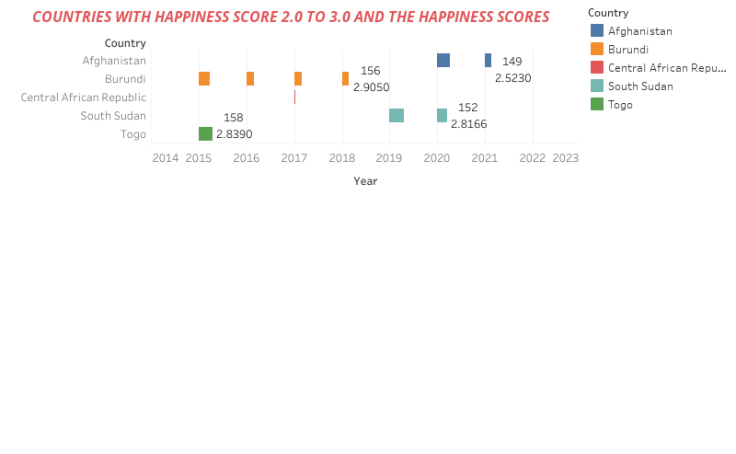 COUNTRIES WITH HAPPINESS SCORE 2.0 TO 3.0 AND THE HAPPINESS SCORES
Country
Afghanistan
Burundi
Central African Republic
South Sudan
Togo
149
2.5230
156
2.9050
152
2.8166
158
2.8390
2014 2015 2016 2017 2018 2019 2020 2021 2022 2023
Year
Country
Afghanistan
Burundi
Central African Repu...
South Sudan
Togo